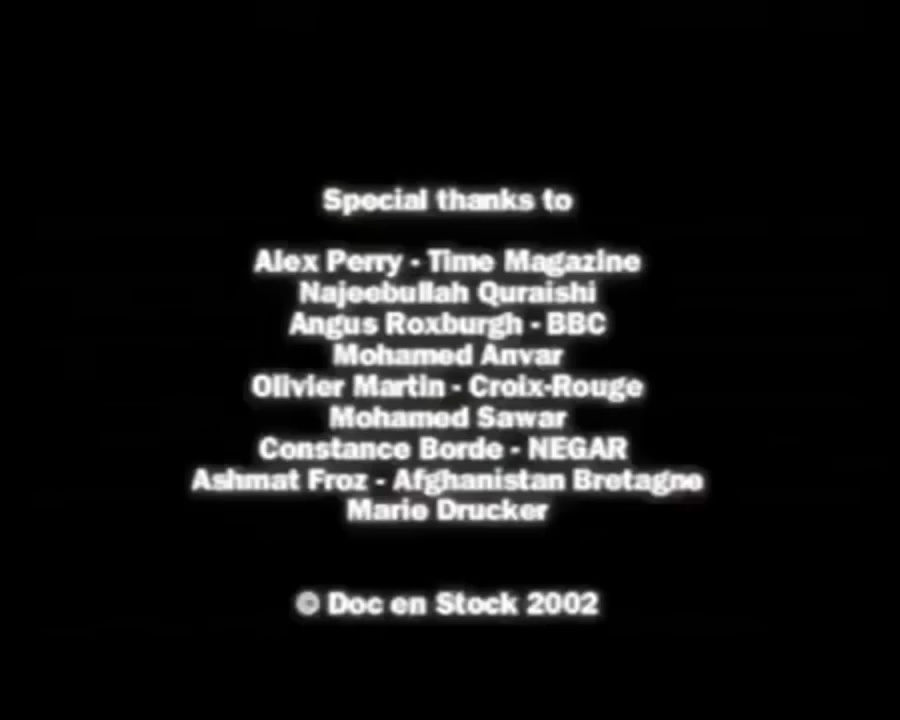 Special thanks to
Alex Perry - Time Magazine
Najeebullah Quraishi
Angus Roxburgh - BBC
Mohamed Anvar
Olivier Martin - Croix-Rouge
Mohamed Sawar
Constance Borde - NEGAR
Ashmat Froz - Afghanistan Bretagne
Marie Drucker
© Doc en Stock 2002